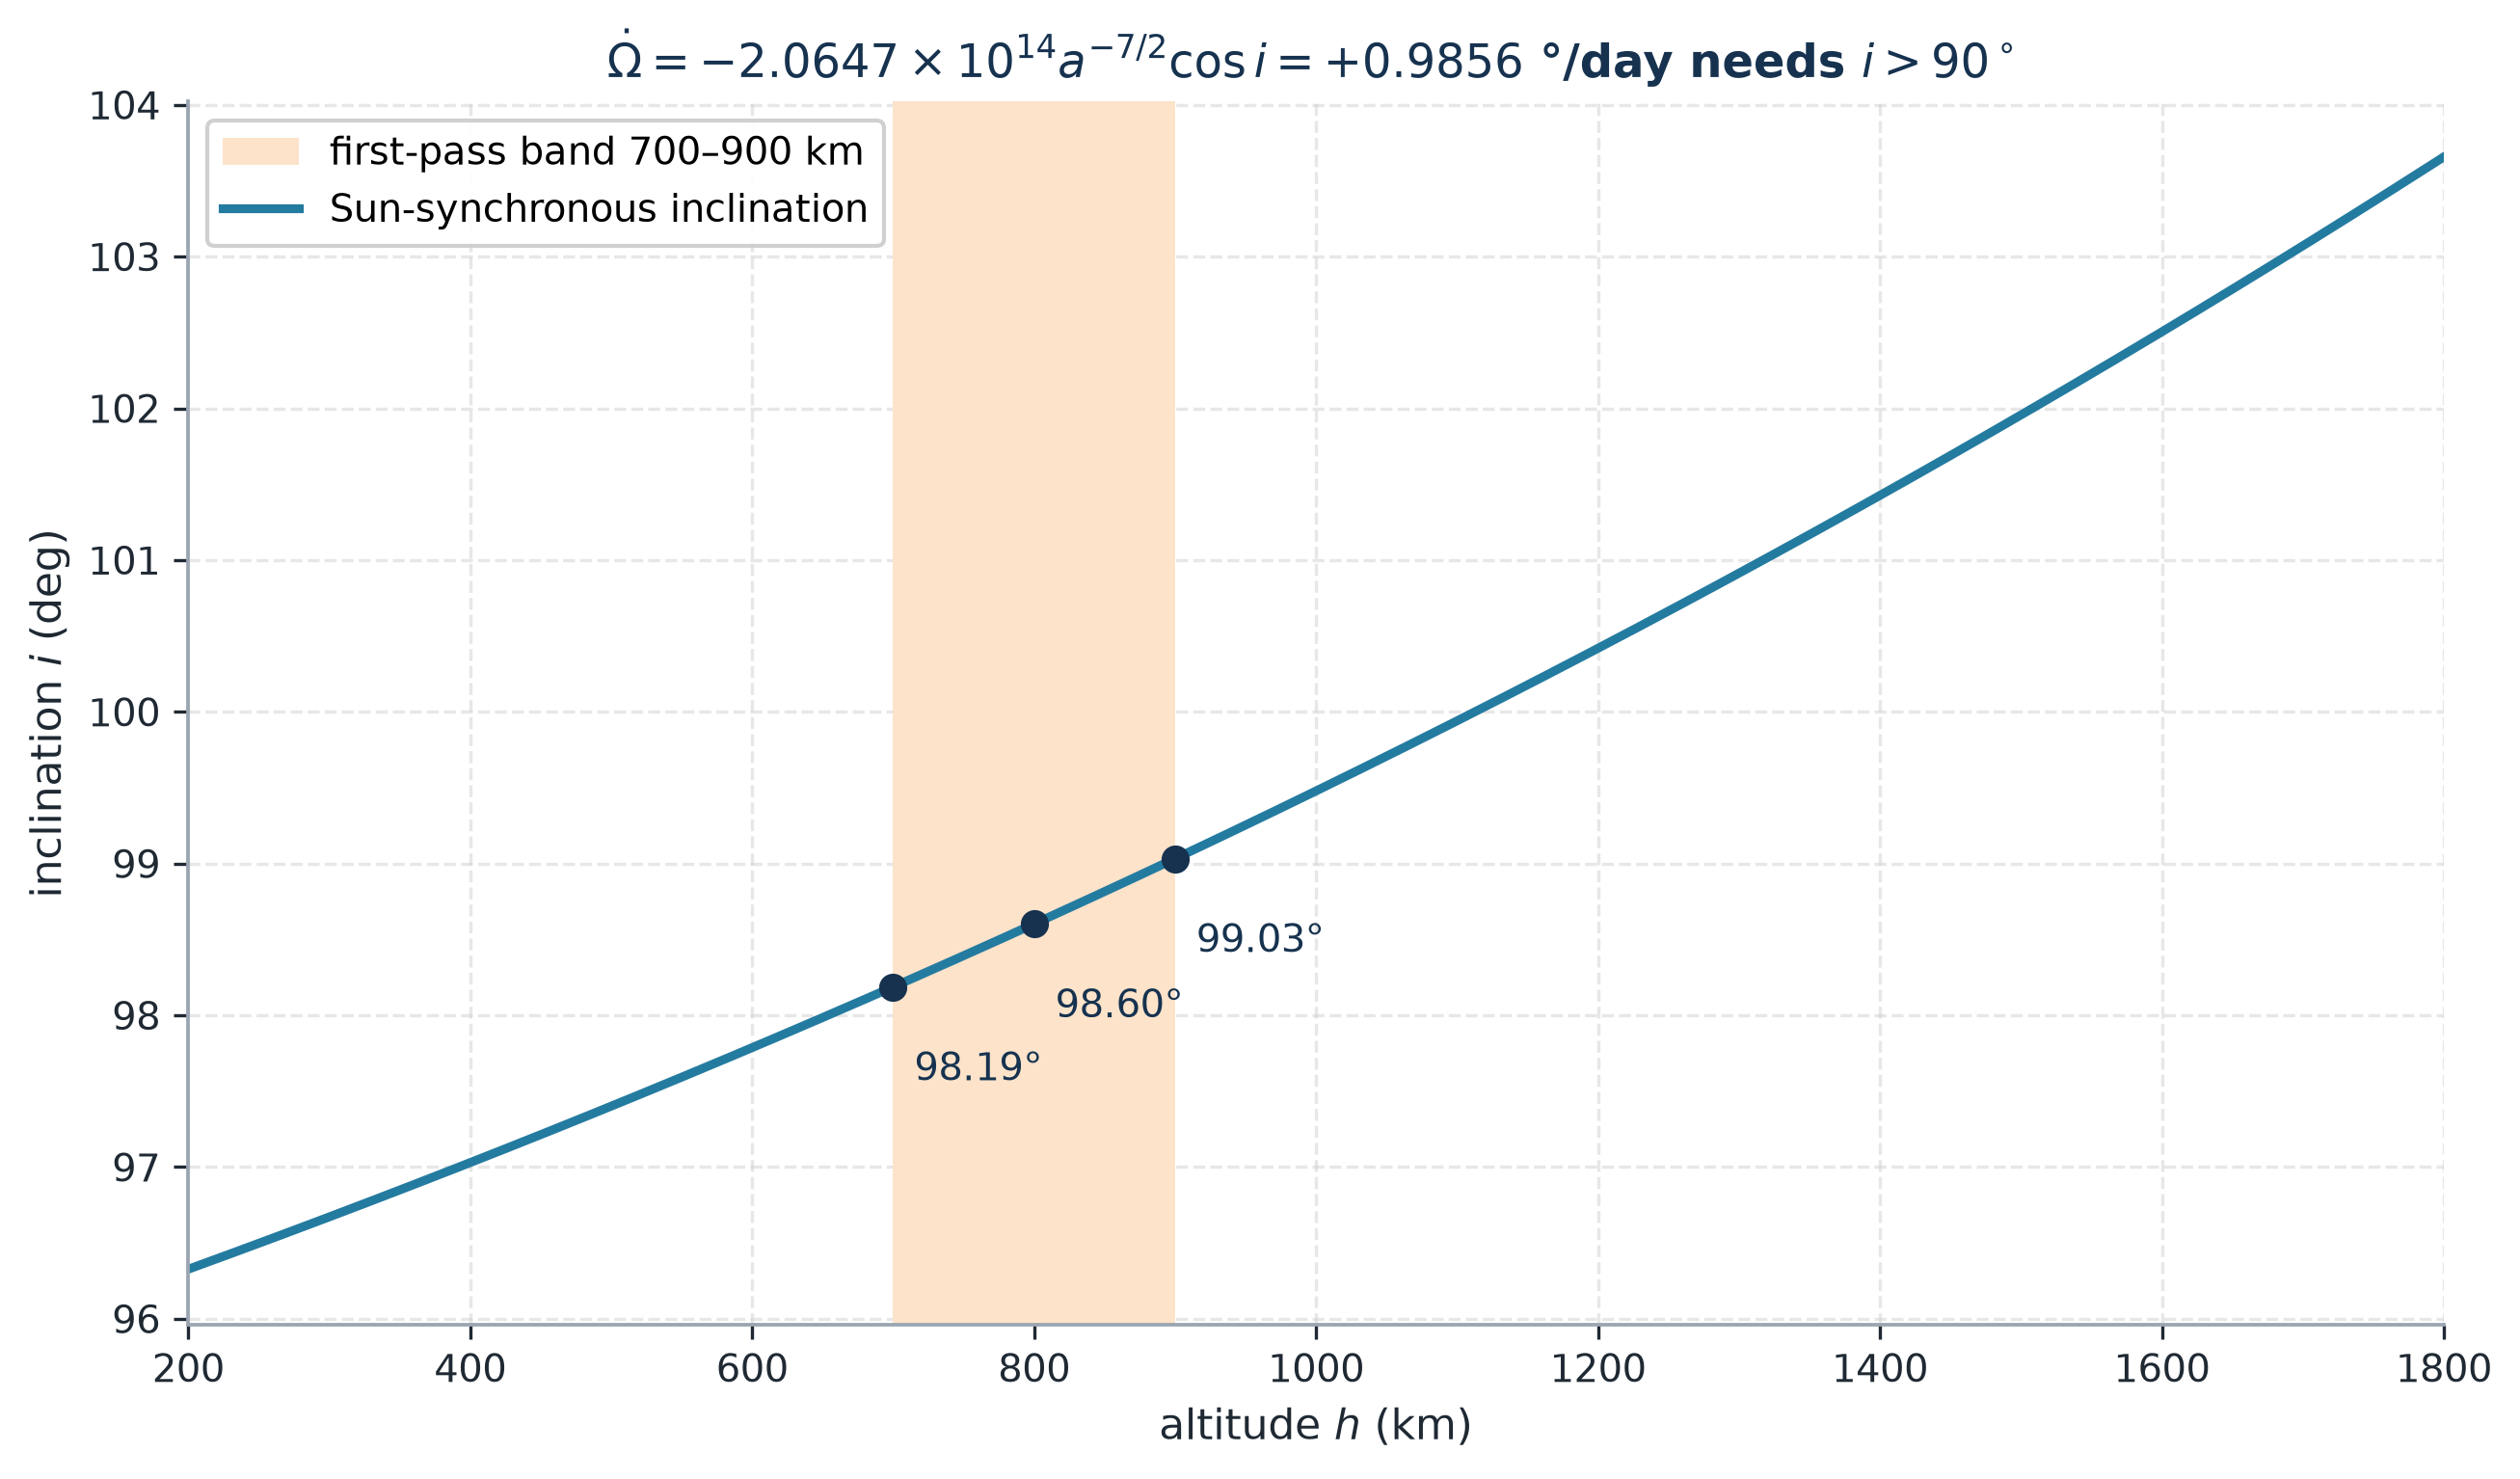 Ω̇ = −2.0647 × 10¹⁴a⁻⁷/²cos i = +0.9856 °/day needs i > 90°
first-pass band 700–900 km
Sun-synchronous inclination
104
103
102
101
100
99
98
97
96
inclination i (deg)
99.03°
98.60°
98.19°
200 400 600 800 1000 1200 1400 1600 1800
altitude h (km)